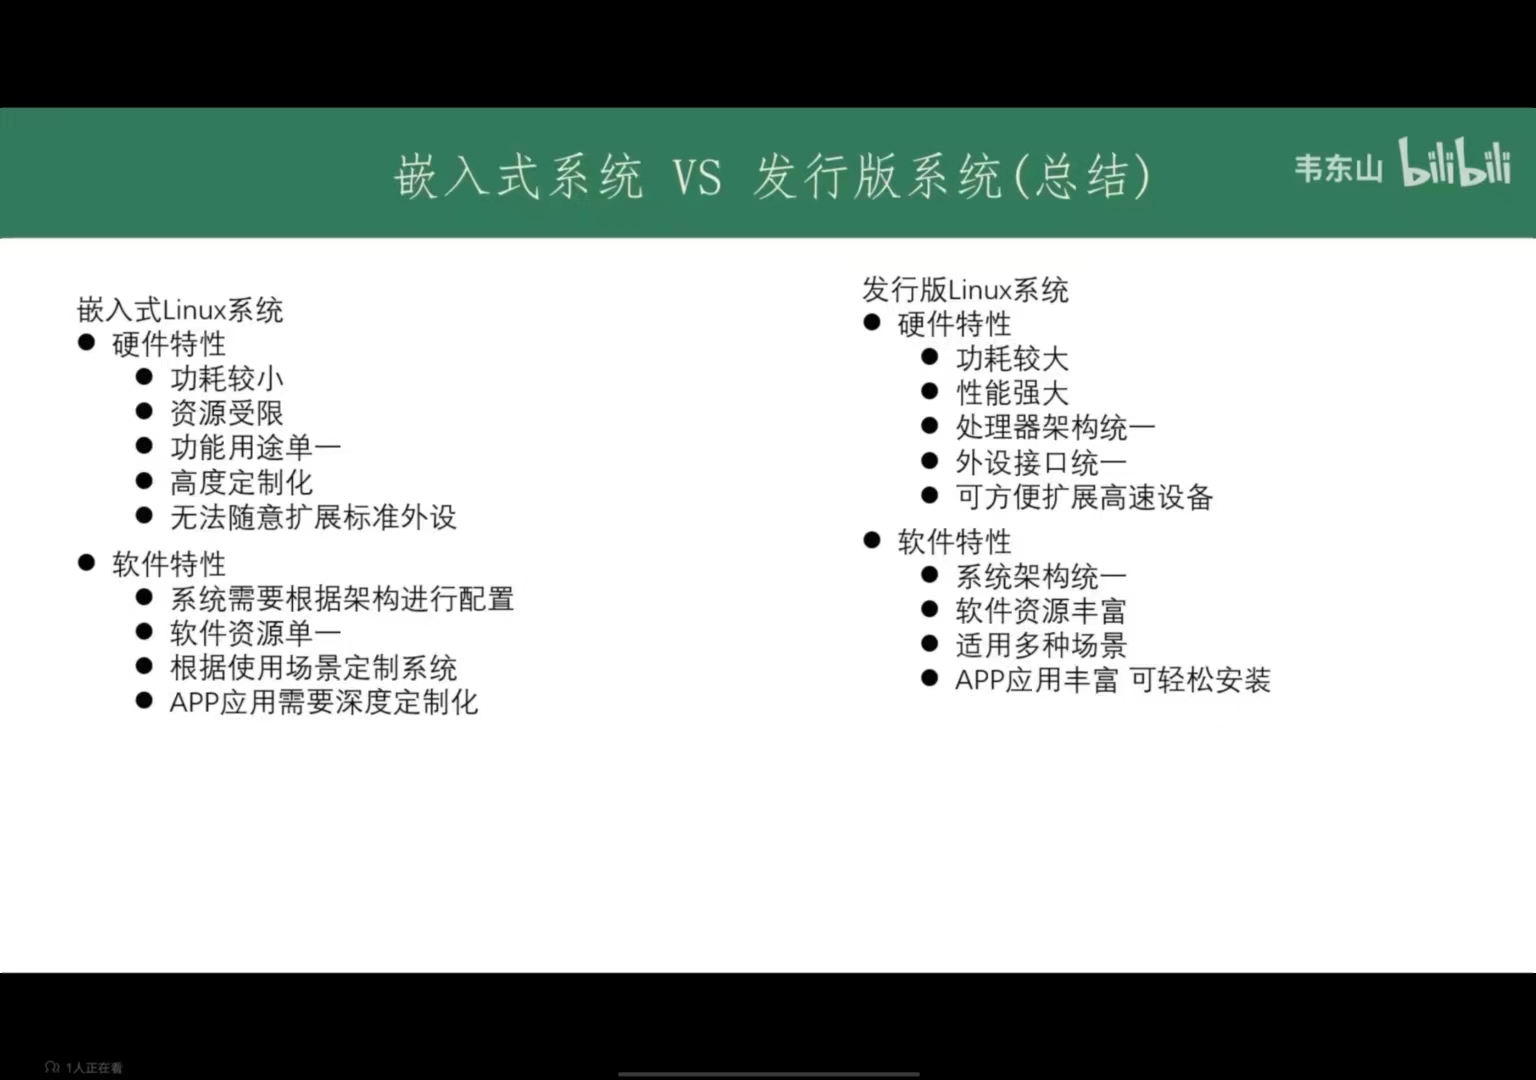 嵌入式系统 VS 发行版系统(总结)
韦东山 bilibili
嵌入式Linux系统
● 硬件特性
● 功耗较小
● 资源受限
● 功能用途单一
● 高度定制化
● 无法随意扩展标准外设
● 软件特性
● 系统需要根据架构进行配置
● 软件资源单一
● 根据使用场景定制系统
● APP应用需要深度定制化
发行版Linux系统
● 硬件特性
● 功耗较大
● 性能强大
● 处理器架构统一
● 外设接口统一
● 可方便扩展高速设备
● 软件特性
● 系统架构统一
● 软件资源丰富
● 适用多种场景
● APP应用丰富 可轻松安装
1人正在看